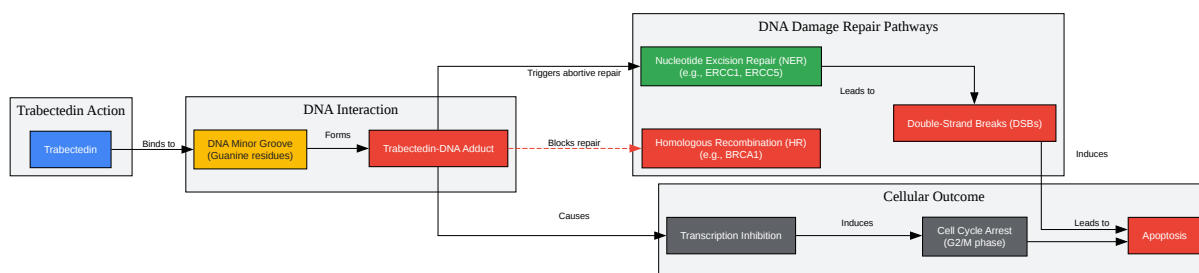 DNA Damage Repair Pathways
Nucleotide Excision Repair (NER)
(e.g., ERCC1, ERCC5)
Triggers abortive repair
Leads to
Trabectedin Action
DNA Interaction
Double-Strand Breaks (DSBs)
Trabectedin
Binds to
DNA Minor Groove
(Guanine residues)
Forms
Trabectedin-DNA Adduct
Blocks repair
Homologous Recombination (HR)
(e.g., BRCA1)
Induces
Cellular Outcome
Causes
Transcription Inhibition
Induces
Cell Cycle Arrest
(G2/M phase)
Leads to
Apoptosis